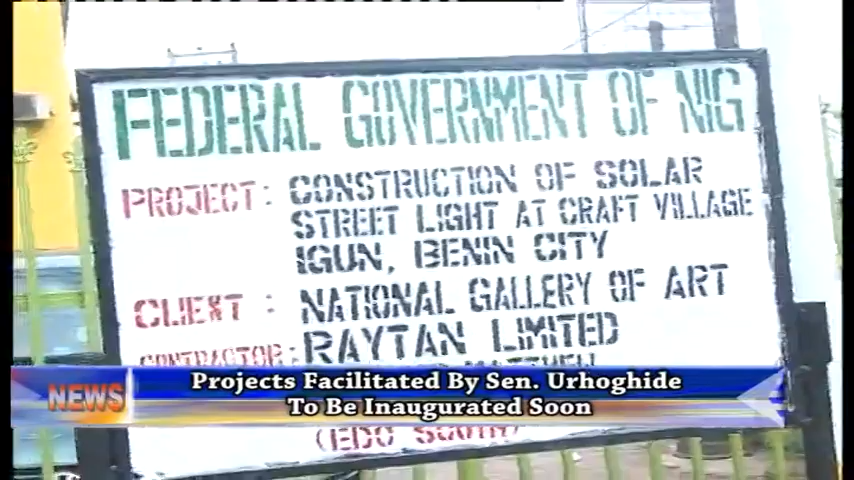 FEDERAL GOVERNMENT OF NIG
PROJECT: CONSTRUCTION OF SOLAR
STREET LIGHT AT CRAFT VILLAGE
IGUN, BENIN CITY
CLIENT : NATIONAL GALLERY OF ART
CONTRACTOR : RAYTAN LIMITED
MATTHEW
NEWS
Projects Facilitated By Sen. Urhoghide
To Be Inaugurated Soon
(EDO SOUTH)